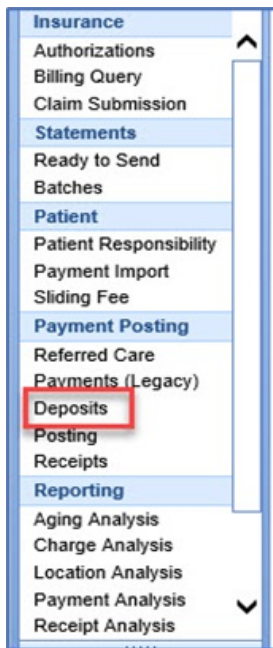 Insurance
Authorizations
Billing Query
Claim Submission
Statements
Ready to Send
Batches
Patient
Patient Responsibility
Payment Import
Sliding Fee
Payment Posting
Referred Care
Payments (Legacy)
Deposits
Posting
Receipts
Reporting
Aging Analysis
Charge Analysis
Location Analysis
Payment Analysis
Receipt Analysis